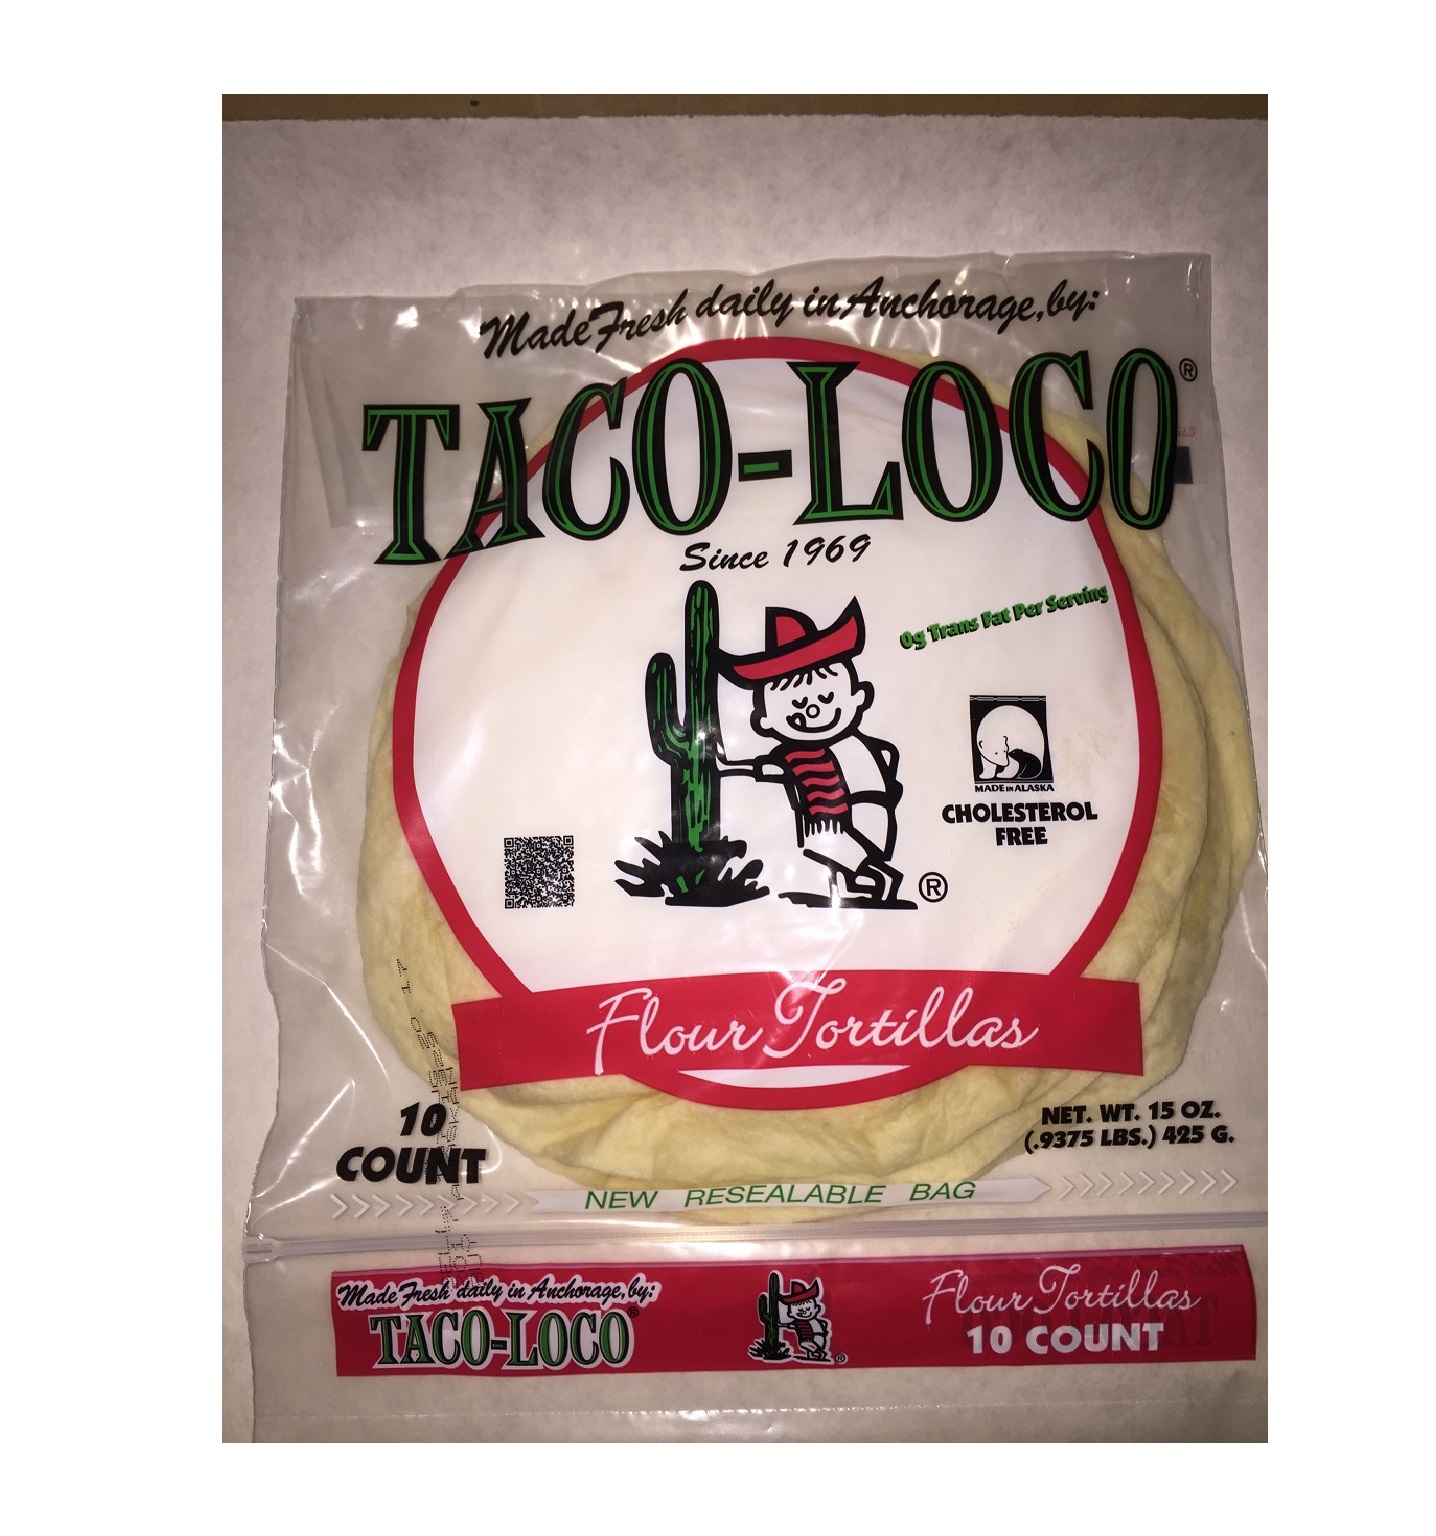 Made Fresh daily in Anchorage, by:
TACO-LOCO®
Since 1969
0g Trans Fat Per Serving
MADE IN ALASKA
CHOLESTEROL
FREE
®
Flour Tortillas
10
COUNT
NET. WT. 15 OZ.
(.9375 LBS.) 425 G.
NEW RESEALABLE BAG
Made Fresh daily in Anchorage, by:
TACO-LOCO®
®
Flour Tortillas
10 COUNT